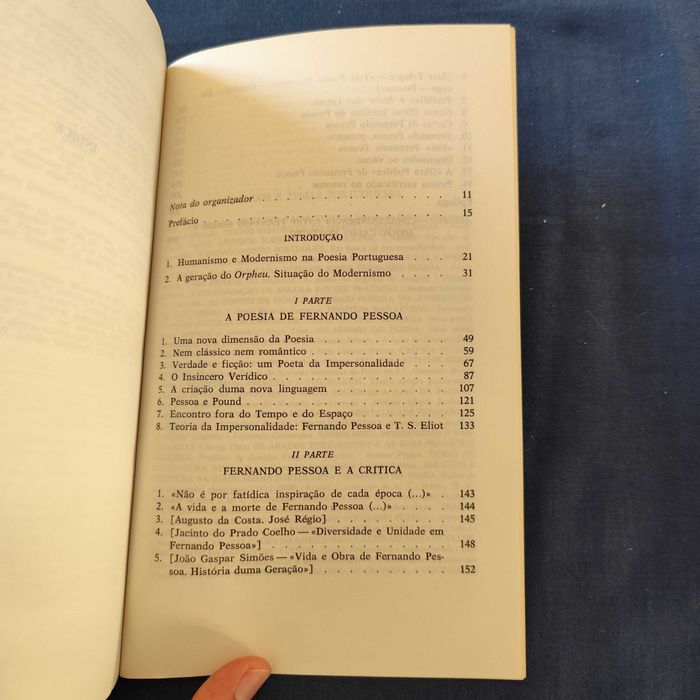 Nota do organizador . . . . . . . . . . . 11
Prefácio . . . . . . . . . . . . . . . 15
INTRODUÇÃO
1. Humanismo e Modernismo na Poesia Portuguesa . . . 21
2. A geração do Orpheu. Situação do Modernismo . . . . 31
I PARTE
A POESIA DE FERNANDO PESSOA
1. Uma nova dimensão da Poesia . . . . . . . . 49
2. Nem clássico nem romântico . . . . . . . . . 59
3. Verdade e ficção: um Poeta da Impersonalidade . . . . 67
4. O Insincero Verídico . . . . . . . . . . . 87
5. A criação duma nova linguagem . . . . . . . . 107
6. Pessoa e Pound . . . . . . . . . . . . . 121
7. Encontro fora do Tempo e do Espaço . . . . . . . 125
8. Teoria da Impersonalidade: Fernando Pessoa e T. S. Eliot 133
II PARTE
FERNANDO PESSOA E A CRÍTICA
1. «Não é por fatídica inspiração de cada época (...)» . 143
2. «A vida e a morte de Fernando Pessoa (...)» . . . . 144
3. [Augusto da Costa. José Régio] . . . . . . . . 145
4. [Jacinto do Prado Coelho — «Diversidade e Unidade em
Fernando Pessoa»] . . . . . . . . . . . . 148
5. [João Gaspar Simões — «Vida e Obra de Fernando Pes-
soa. História duma Geração»] . . . . . . . . . 152